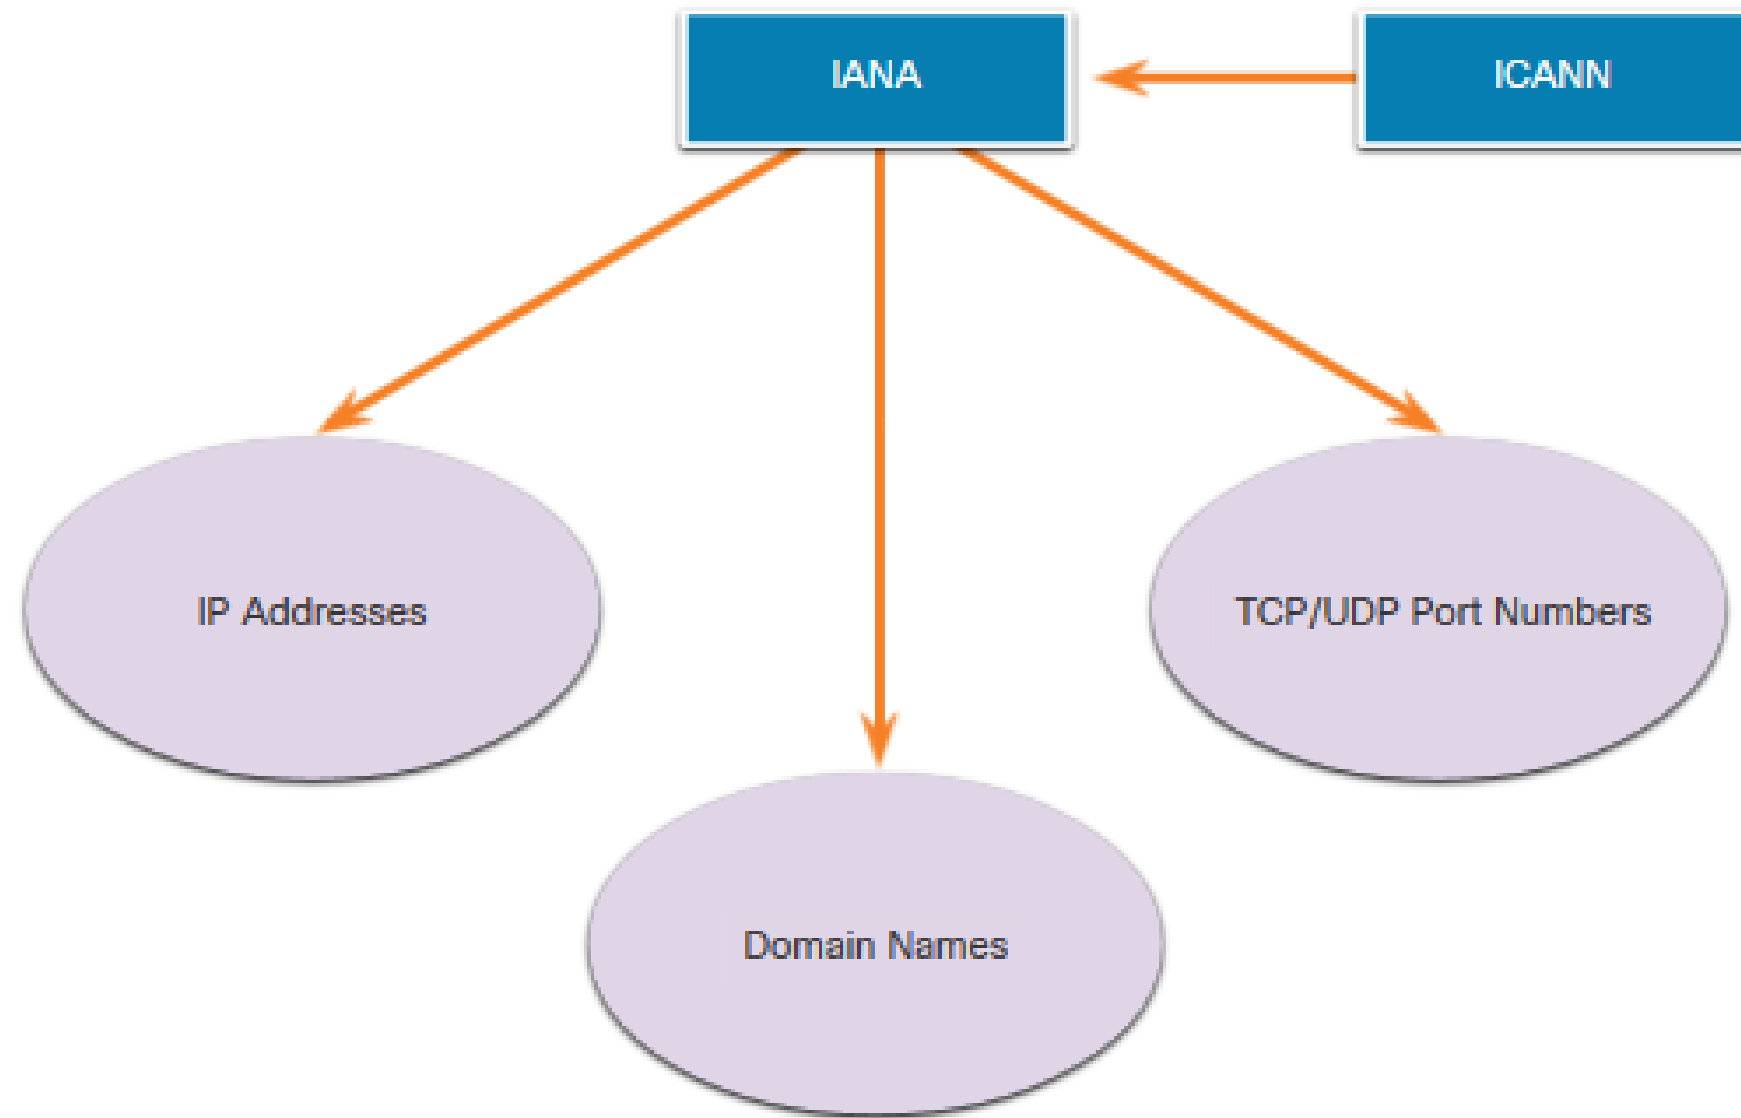 IANA
ICANN
IP Addresses
TCP/UDP Port Numbers
Domain Names